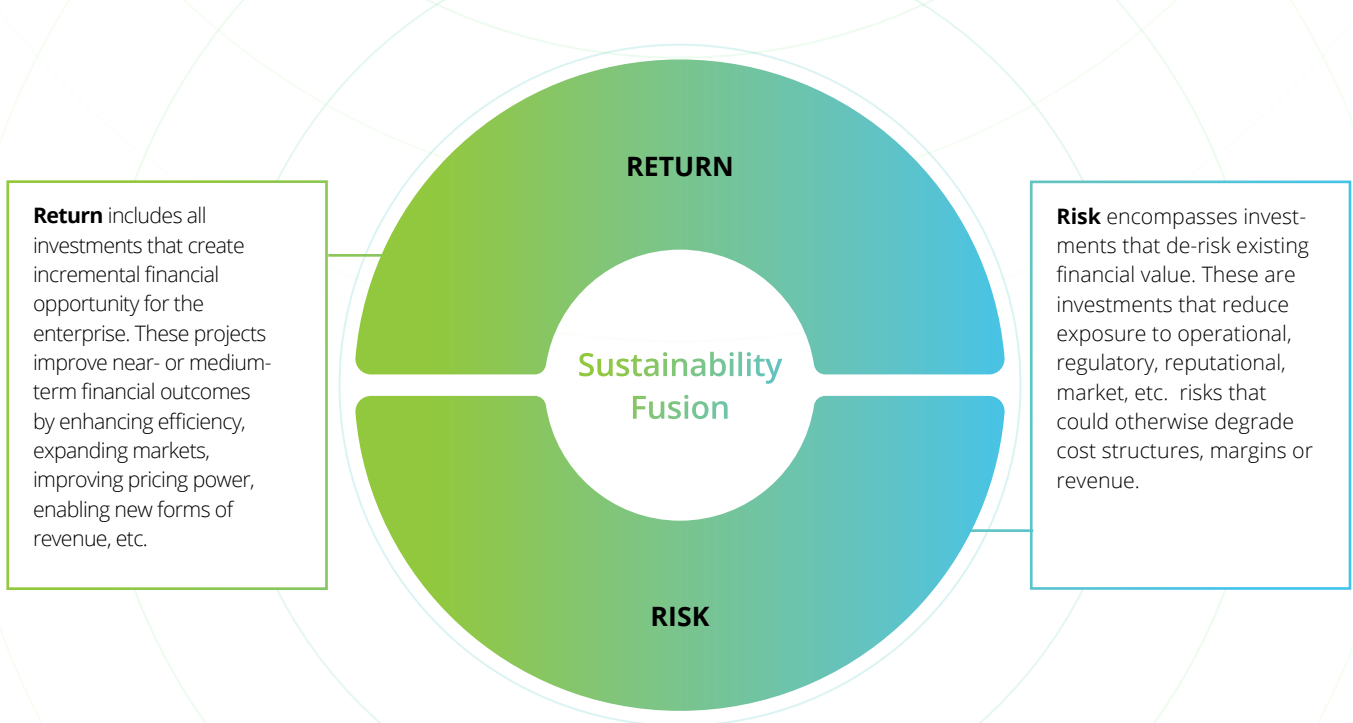 RETURN
Return includes all
investments that create
incremental financial
opportunity for the
enterprise. These projects
improve near- or medium-
term financial outcomes
by enhancing efficiency,
expanding markets,
improving pricing power,
enabling new forms of
revenue, etc.
Sustainability
Fusion
Risk encompasses invest-
ments that de-risk existing
financial value. These are
investments that reduce
exposure to operational,
regulatory, reputational,
market, etc.  risks that
could otherwise degrade
cost structures, margins or
revenue.
RISK